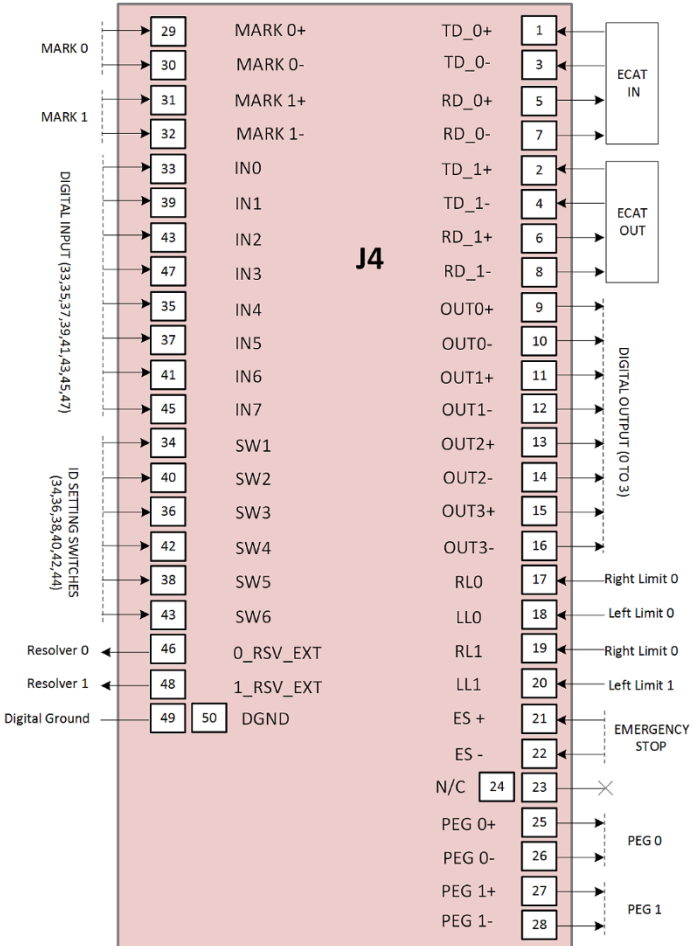 MARK 0
29 MARK 0+
30 MARK 0-
MARK 1
31 MARK 1+
32 MARK 1-
DIGITAL INPUT (33,35,37,39,41,43,45,47)
33 IN0
39 IN1
43 IN2
47 IN3
35 IN4
37 IN5
41 IN6
45 IN7
ID SETTING SWITCHES
(34,36,38,40,42,44)
34 SW1
40 SW2
36 SW3
42 SW4
38 SW5
43 SW6
Resolver 0 46 0_RSV_EXT
Resolver 1 48 1_RSV_EXT
Digital Ground 49 50 DGND
J4
TD_0+ 1
TD_0- 3
RD_0+ 5
RD_0- 7
ECAT
IN
TD_1+ 2
TD_1- 4
RD_1+ 6
RD_1- 8
ECAT
OUT
OUT0+ 9
OUT0- 10
OUT1+ 11
OUT1- 12
OUT2+ 13
OUT2- 14
OUT3+ 15
OUT3- 16
DIGITAL OUTPUT (0 TO 3)
RL0 17 Right Limit 0
LL0 18 Left Limit 0
RL1 19 Right Limit 0
LL1 20 Left Limit 1
ES + 21
ES - 22
EMERGENCY
STOP
N/C 24 23
PEG 0+ 25
PEG 0- 26
PEG 0
PEG 1+ 27
PEG 1- 28
PEG 1